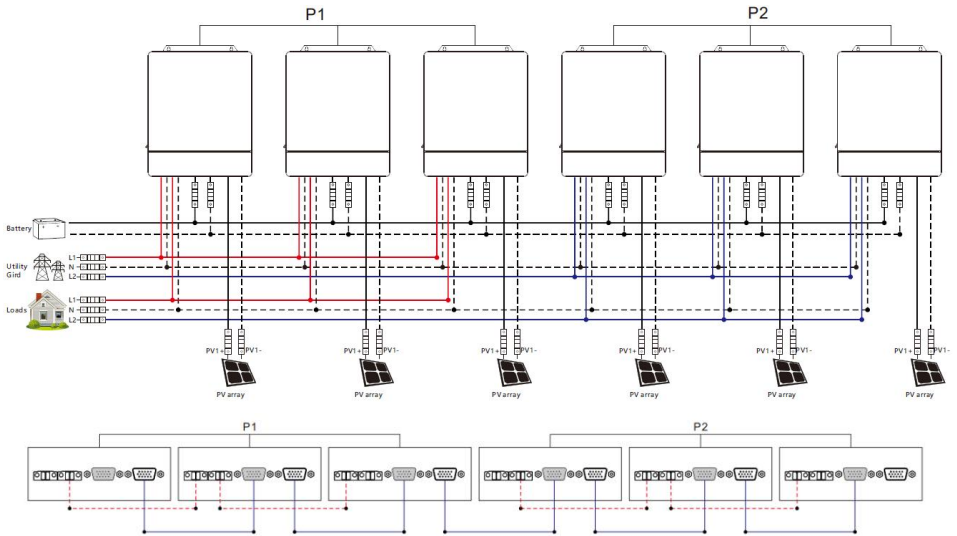 P1 P2
Battery
L1
Utility N
Gird L2
L1
Loads N
L2
PV1+ PV1- PV1+ PV1- PV1+ PV1- PV1+ PV1- PV1+ PV1- PV1+ PV1-
PV array PV array PV array PV array PV array PV array
P1 P2